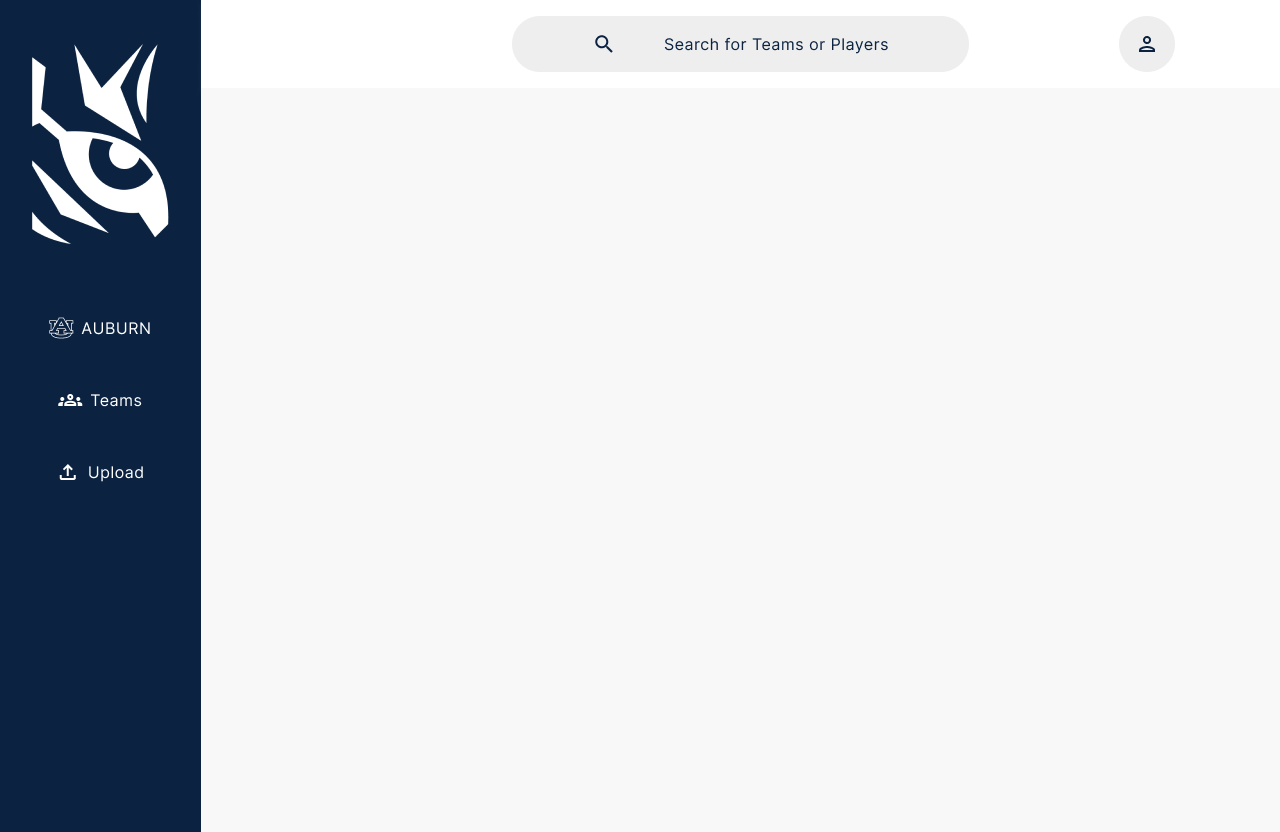 Search for Teams or Players
AUBURN
Teams
Upload